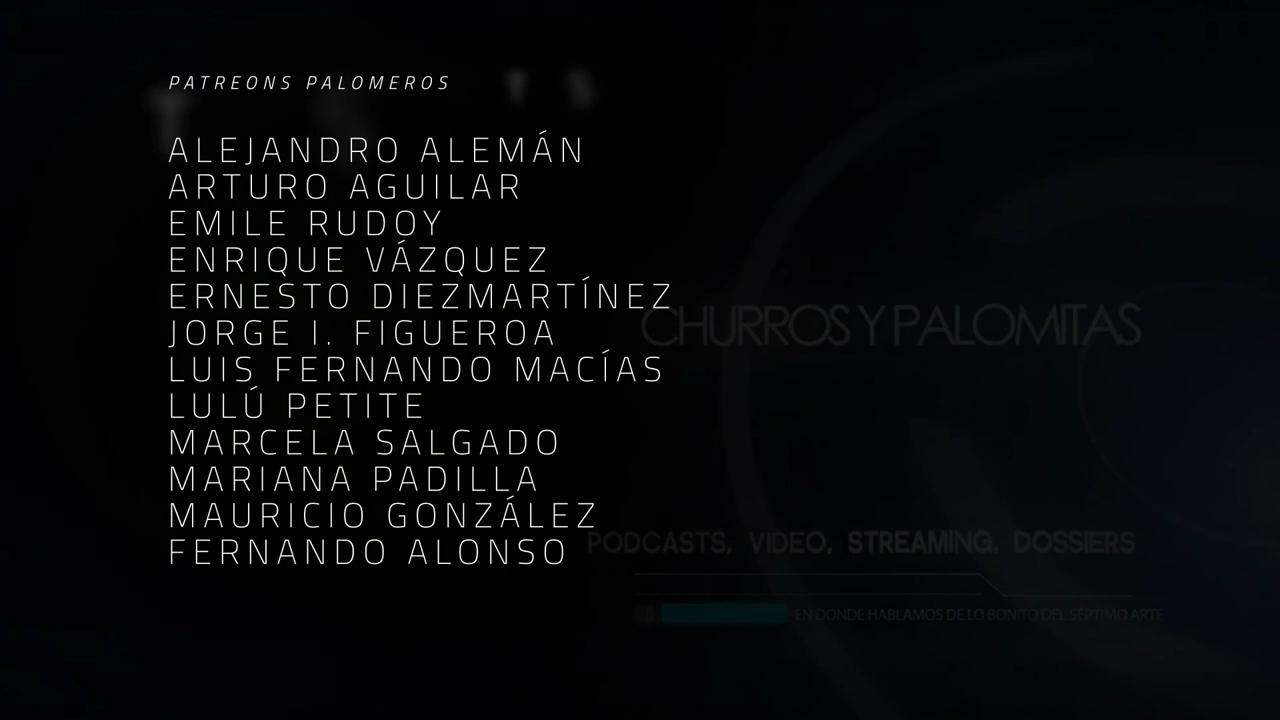 PATREONS PALOMEROS
ALEJANDRO ALEMÁN
ARTURO AGUILAR
EMILE RUDOY
ENRIQUE VÁZQUEZ
ERNESTO DIEZMARTÍNEZ
JORGE I. FIGUEROA
LUIS FERNANDO MACÍAS
LULÚ PETITE
MARCELA SALGADO
MARIANA PADILLA
MAURICIO GONZÁLEZ
FERNANDO ALONSO
CHURROS Y PALOMITAS
PODCASTS, VIDEO, STREAMING, DOSSIERS
EN DONDE HABLAMOS DE LO BONITO DEL SÉPTIMO ARTE